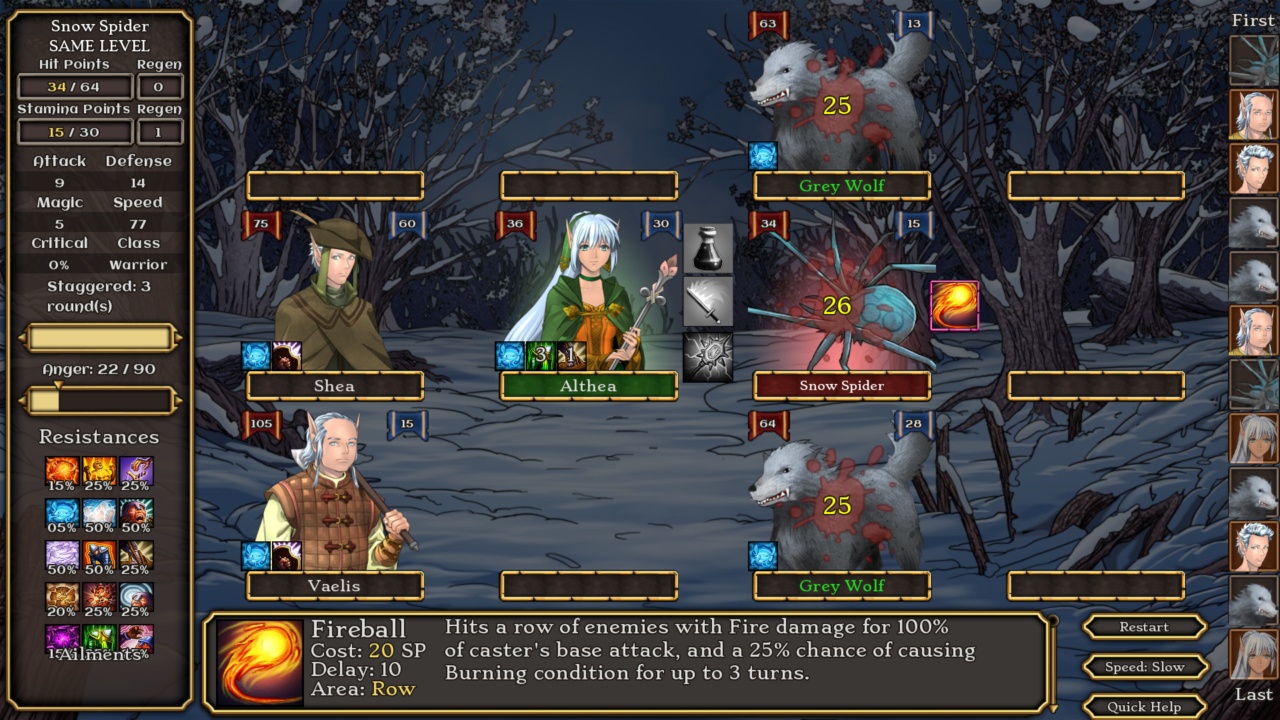 Snow Spider
SAME LEVEL
Hit Points Regen
34 / 64 0
Stamina Points Regen
15 / 30 1
Attack Defense
9 14
Magic Speed
5 77
Critical Class
0% Warrior
Staggered: 3
round(s)
Anger: 22 / 90
Resistances
15% 25% 25%
05% 50% 50%
50% 50% 25%
20% 25% 25%
Ailments
63 13
25
Grey Wolf
75 60
Shea
36 30
3 1
Althea
34 15
26
Snow Spider
105 15
Vaelis
64 28
25
Grey Wolf
Fireball
Cost: 20 SP
Delay: 10
Area: Row
Hits a row of enemies with Fire damage for 100%
of caster's base attack, and a 25% chance of causing
Burning condition for up to 3 turns.
First
Last
Restart
Speed: Slow
Quick Help